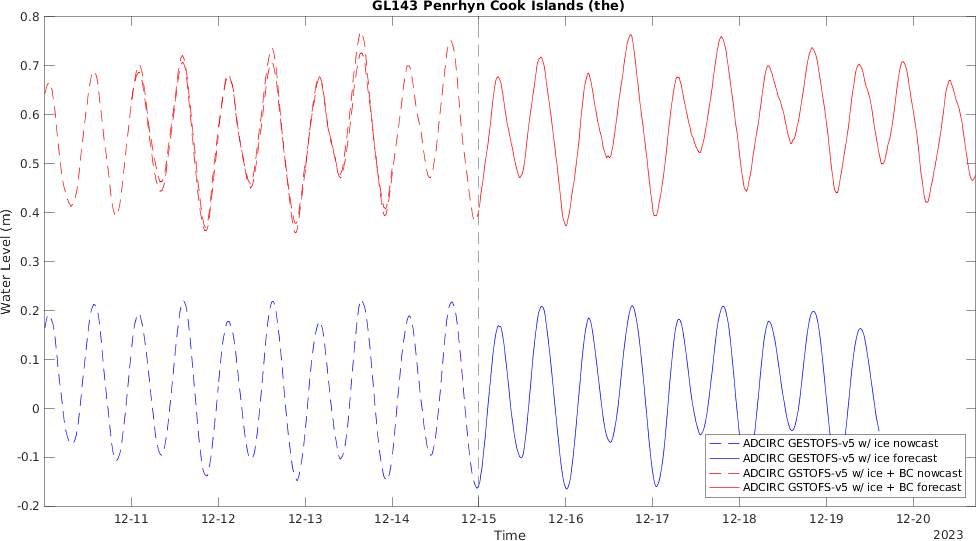 GL143 Penrhyn Cook Islands (the)
Water Level (m)
0.8
0.7
0.6
0.5
0.4
0.3
0.2
0.1
0
-0.1
-0.2
ADCIRC GESTOFS-v5 w/ ice nowcast
ADCIRC GESTOFS-v5 w/ ice forecast
ADCIRC GSTOFS-v5 w/ ice + BC nowcast
ADCIRC GSTOFS-v5 w/ ice + BC forecast
12-11 12-12 12-13 12-14 12-15 12-16 12-17 12-18 12-19 12-20
Time
2023